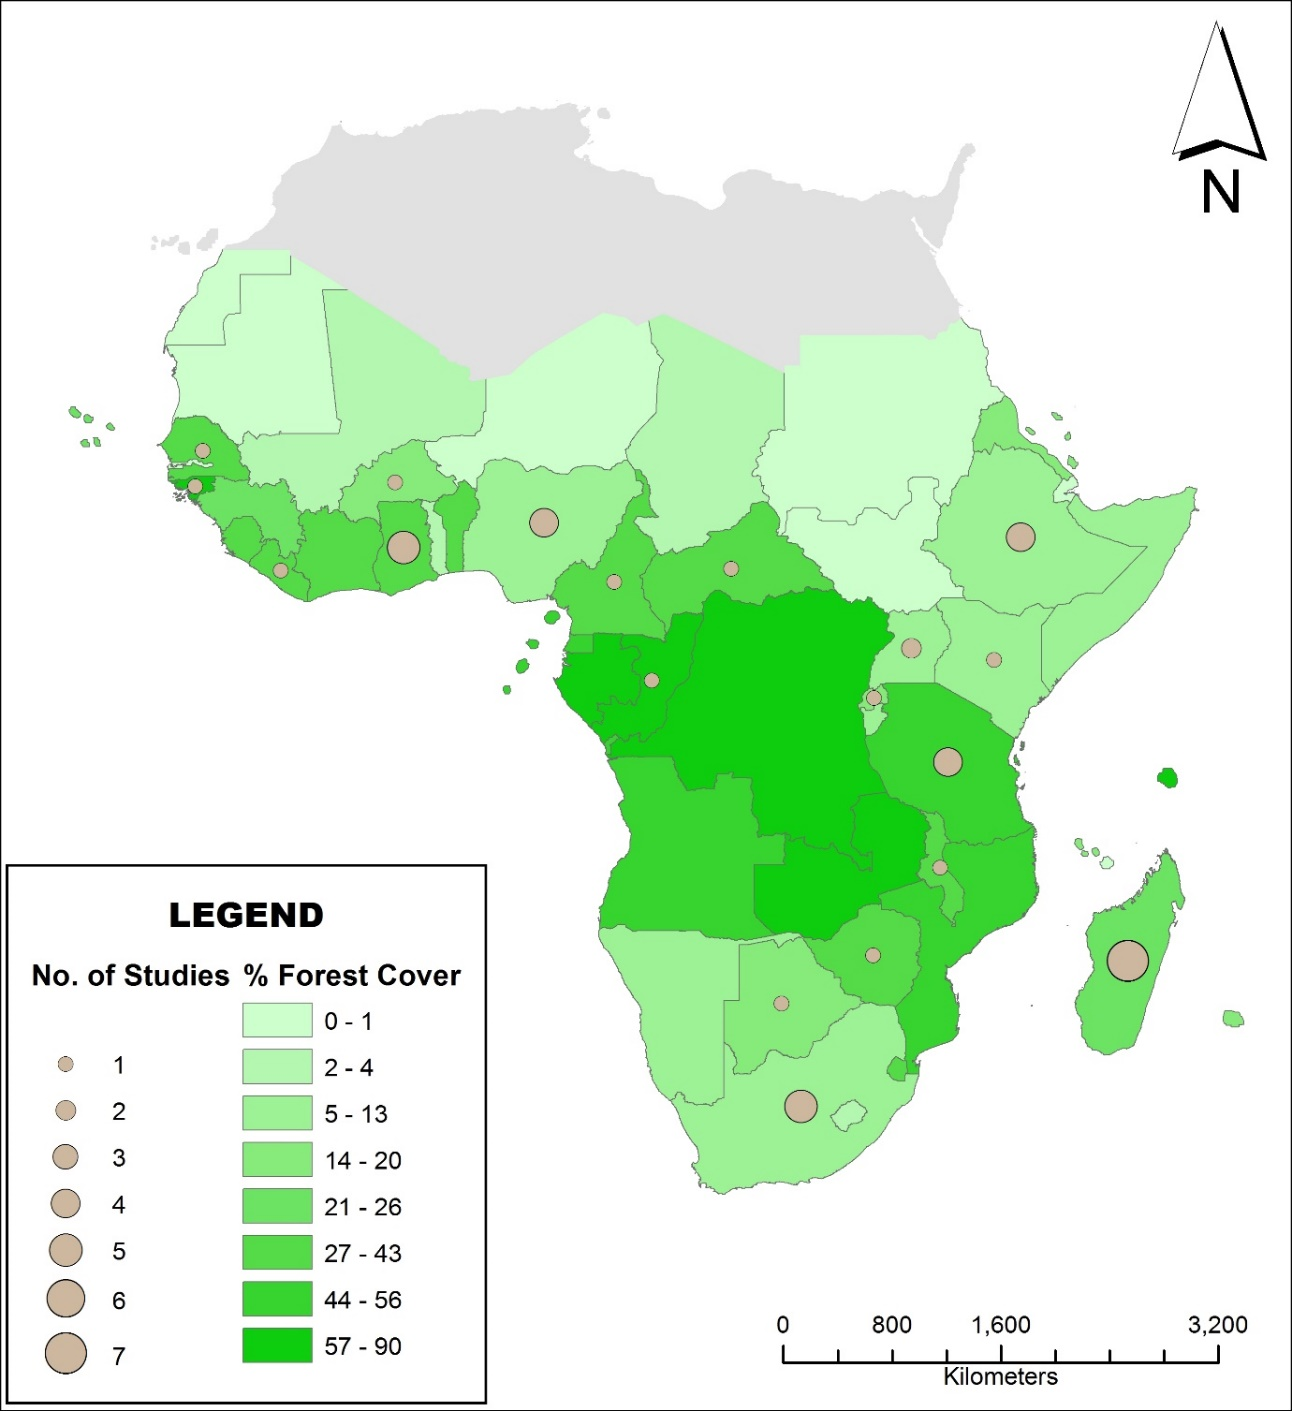 N
LEGEND
No. of Studies % Forest Cover
0 - 1
1 2 - 4
2 5 - 13
3 14 - 20
4 21 - 26
5 27 - 43
6 44 - 56
7 57 - 90
0 800 1,600 3,200
Kilometers